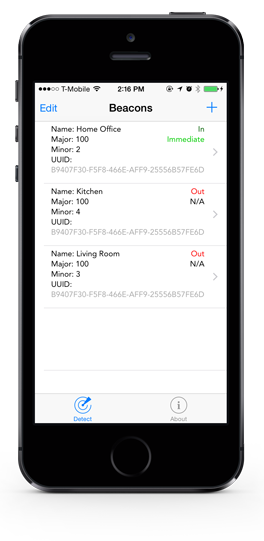 T-Mobile 2:16 PM
Edit Beacons +
Name: Home Office In
Major: 100 Immediate
Minor: 2
UUID:
B9407F30-F5F8-466E-AFF9-25556B57FE6D
Name: Kitchen Out
Major: 100 N/A
Minor: 4
UUID:
B9407F30-F5F8-466E-AFF9-25556B57FE6D
Name: Living Room Out
Major: 100 N/A
Minor: 3
UUID:
B9407F30-F5F8-466E-AFF9-25556B57FE6D
Detect About